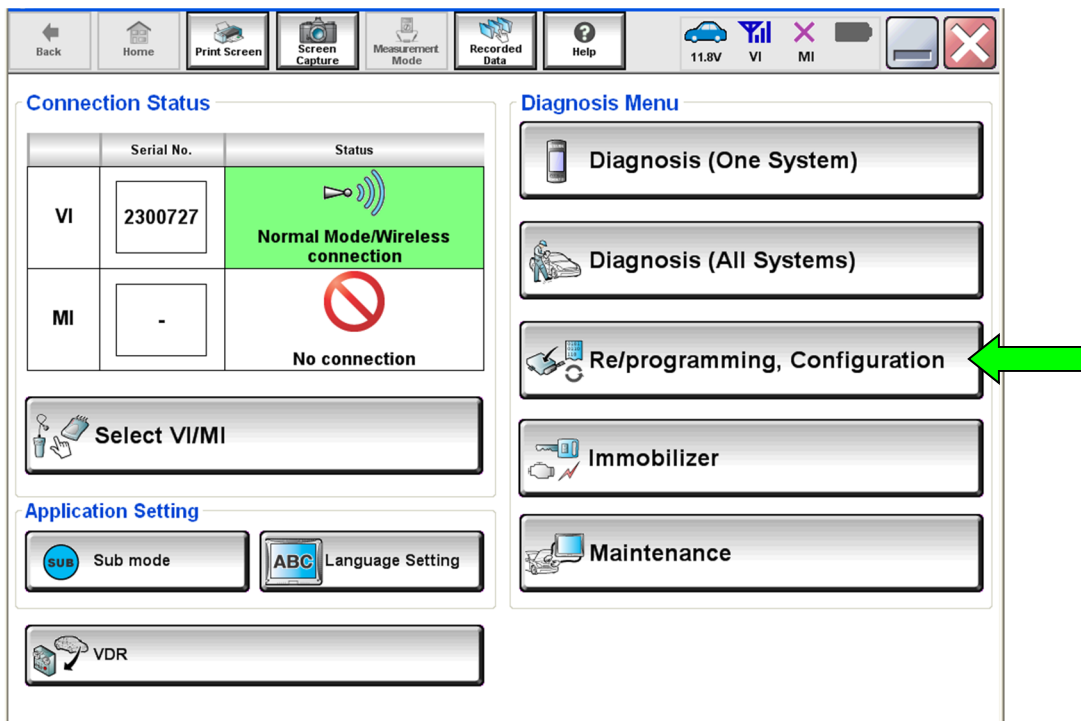 Back
Home
Print Screen
Screen
Capture
Measurement
Mode
Recorded
Data
Help
11.8V
VI
MI
Connection Status
Serial No.
Status
VI
2300727
Normal Mode/Wireless
connection
MI
-
No connection
Select VI/MI
Application Setting
SUB
Sub mode
ABC
Language Setting
VDR
Diagnosis Menu
Diagnosis (One System)
Diagnosis (All Systems)
Re/programming, Configuration
Immobilizer
Maintenance